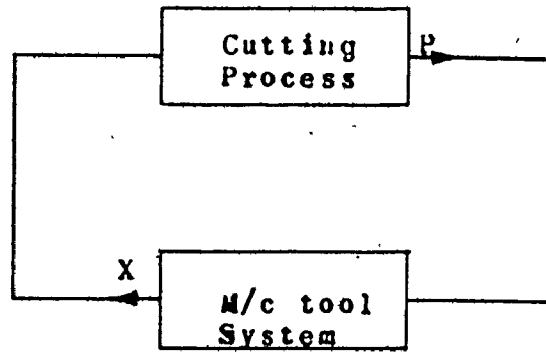 Cutting
Process
P
X
M/c tool
System